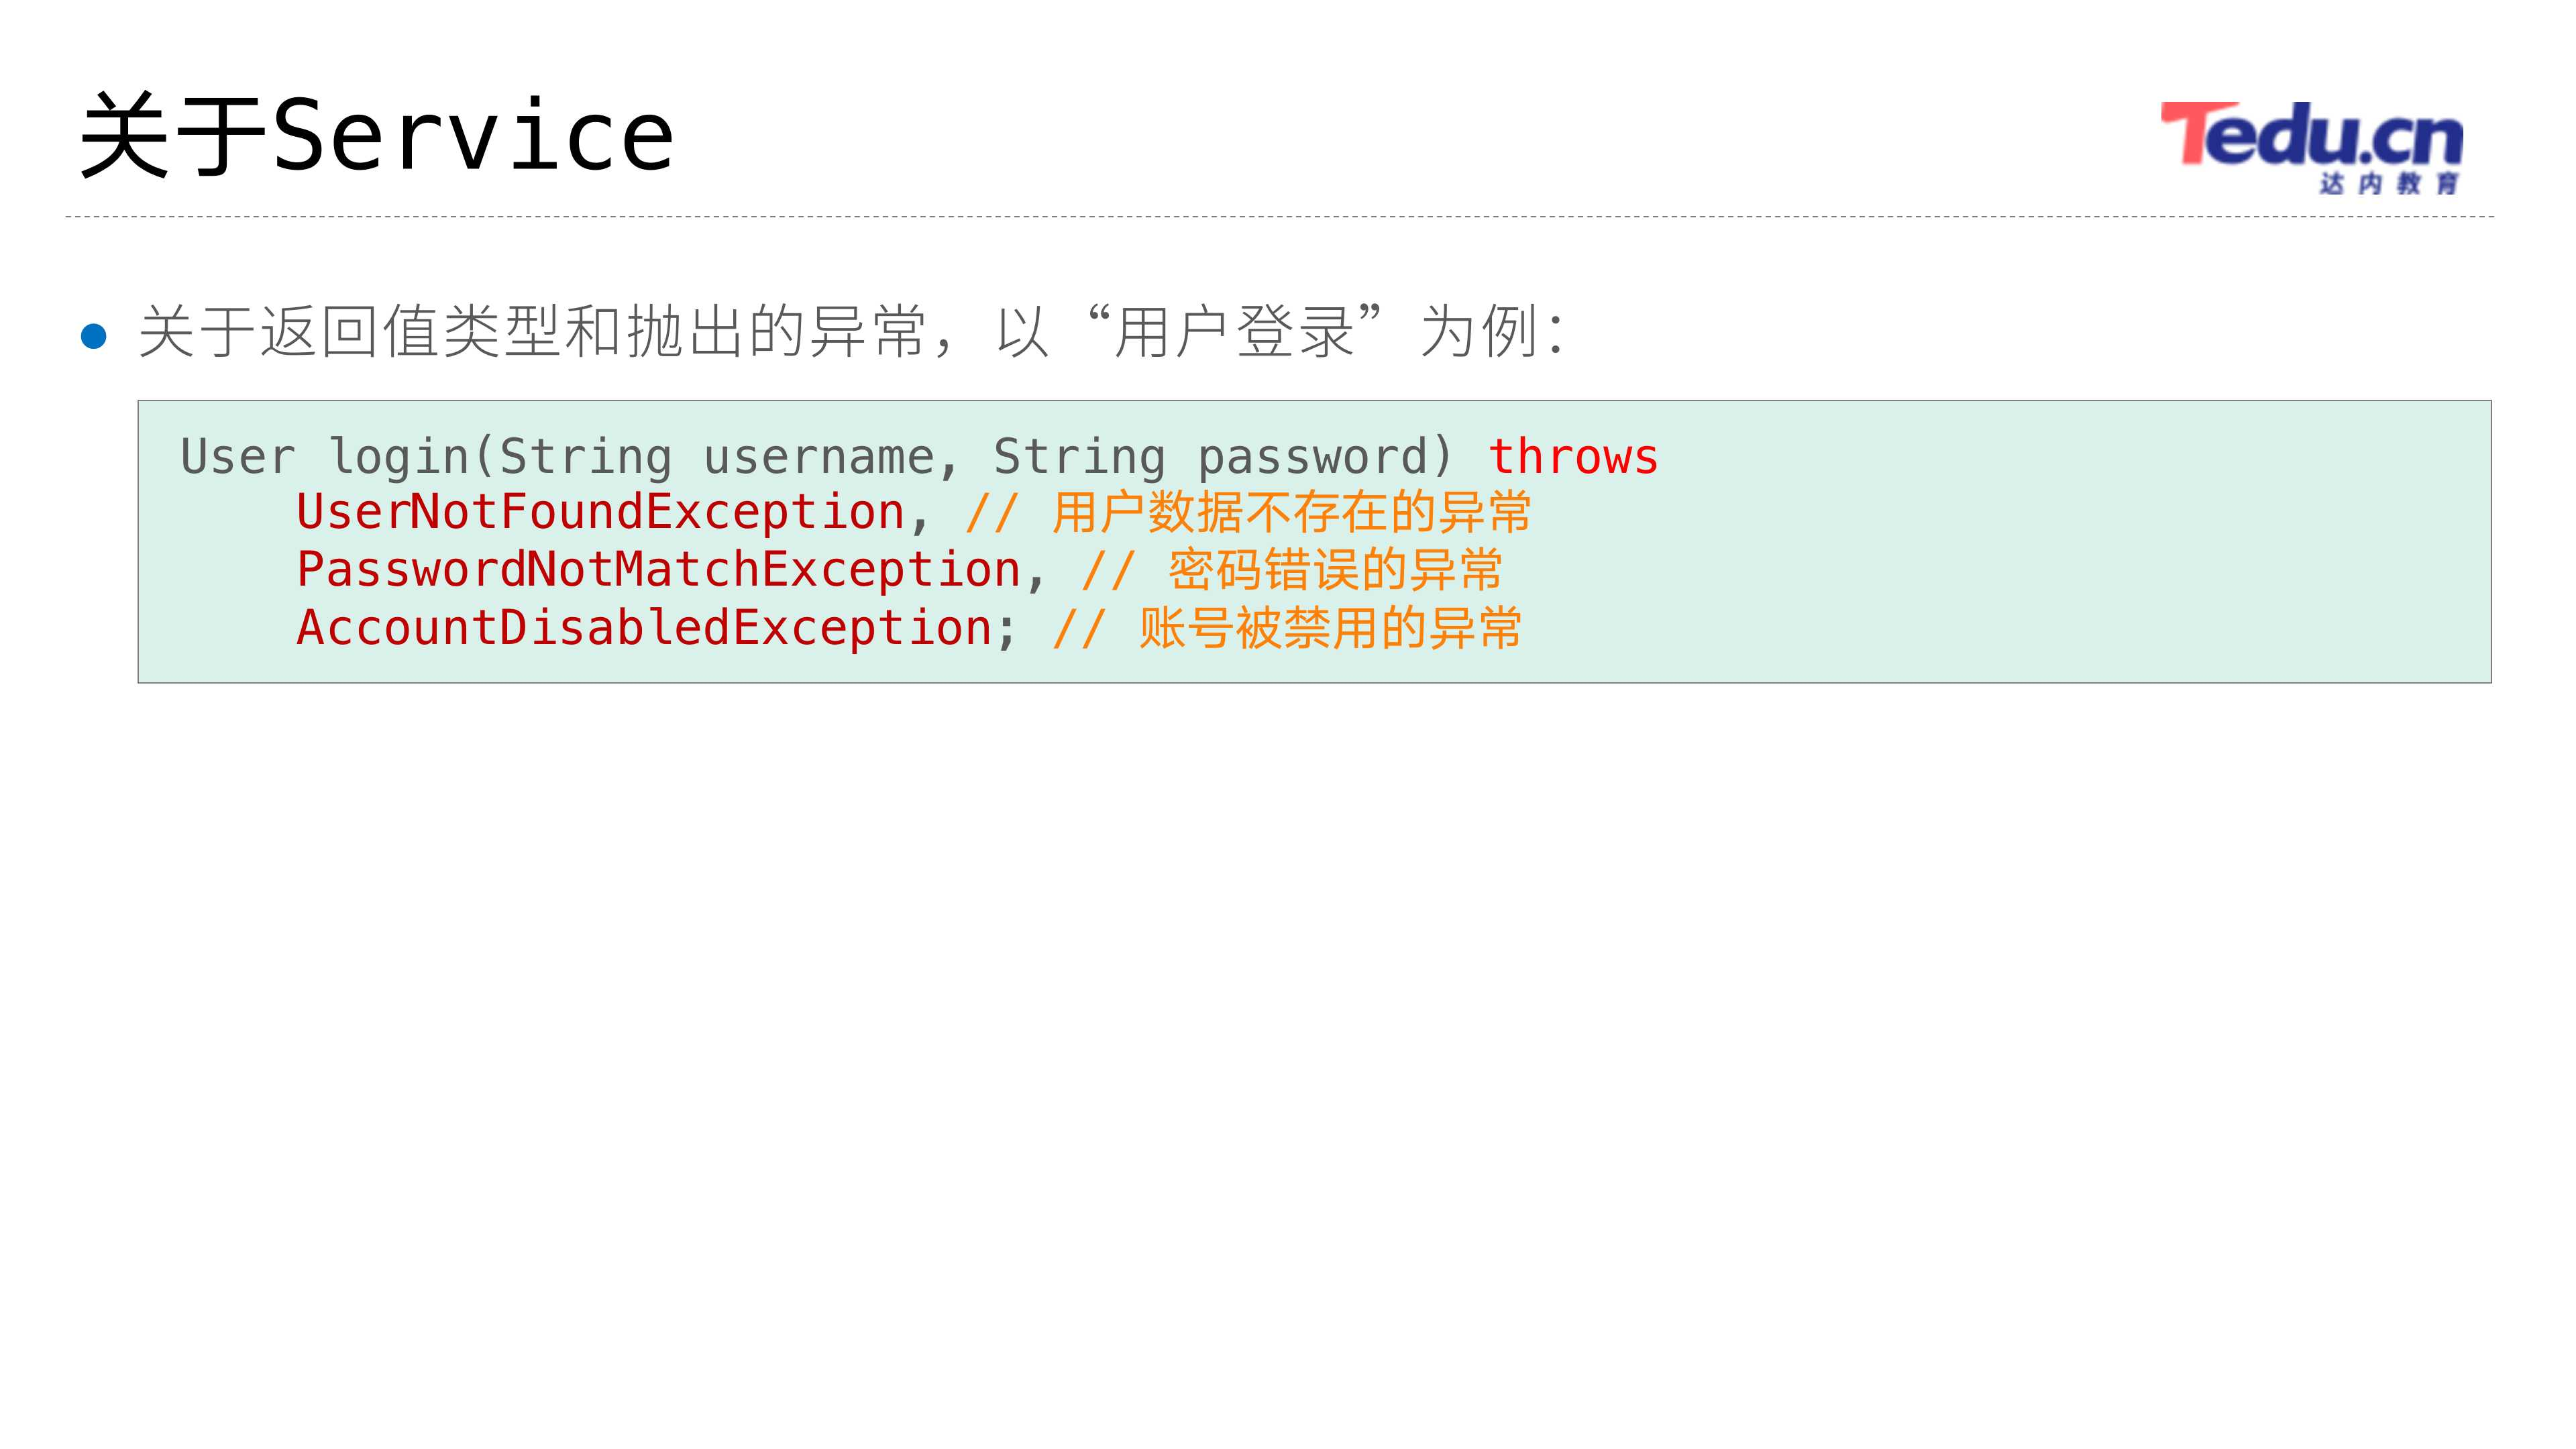 关于Service
Tedu.cn
达内教育
关于返回值类型和抛出的异常，以“用户登录”为例：
User login(String username, String password) throws
    UserNotFoundException, // 用户数据不存在的异常
    PasswordNotMatchException, // 密码错误的异常
    AccountDisabledException; // 账号被禁用的异常